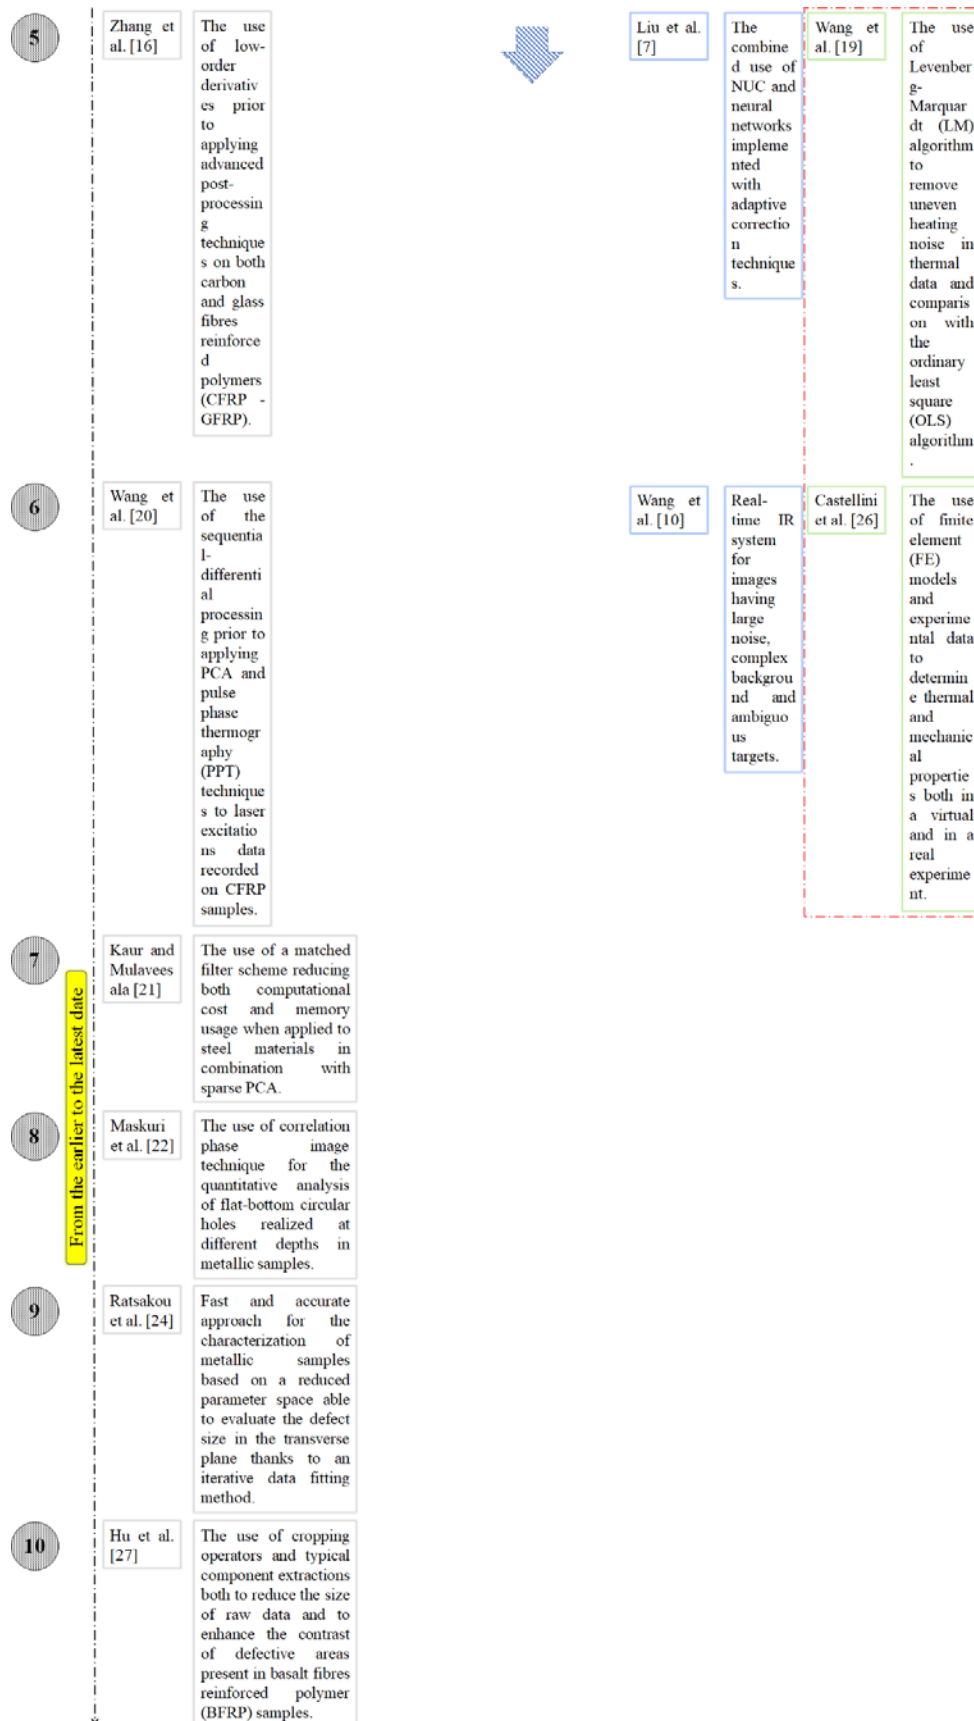 5
Zhang et
al. [16]
The use
of low-
order
derivativ
es prior
to
applying
advanced
post-
processin
g
technique
s on both
carbon
and glass
fibres
reinforce
d
polymers
(CFRP -
GFRP).
Liu et al.
[7]
The
combine
d use of
NUC and
neural
networks
impleme
nted
with
adaptive
correctio
n
technique
s.
Wang et
al. [19]
The use
of
Levenber
g-
Marquar
dt (LM)
algorithm
to
remove
uneven
heating
noise in
thermal
data and
comparis
on with
the
ordinary
least
square
(OLS)
algorithm
.
6
Wang et
al. [20]
The use
of the
sequentia
l-
differenti
al
processin
g prior to
applying
PCA and
pulse
phase
thermogr
aphy
(PPT)
technique
s to laser
excitatio
ns data
recorded
on CFRP
samples.
Wang et
al. [10]
Real-
time IR
system
for
images
having
large
noise,
complex
backgrou
nd and
ambiguo
us
targets.
Castellini
et al. [26]
The use
of finite
element
(FE)
models
and
experime
ntal data
to
determin
e thermal
and
mechanic
al
propertie
s both in
a virtual
and in a
real
experime
nt.
From the earlier to the latest date
7
Kaur and
Mulavees
ala [21]
The use of a matched
filter scheme reducing
both computational
cost and memory
usage when applied to
steel materials in
combination with
sparse PCA.
8
Maskuri
et al. [22]
The use of correlation
phase image
technique for the
quantitative analysis
of flat-bottom circular
holes realized at
different depths in
metallic samples.
9
Ratsakou
et al. [24]
Fast and accurate
approach for the
characterization of
metallic samples
based on a reduced
parameter space able
to evaluate the defect
size in the transverse
plane thanks to an
iterative data fitting
method.
10
Hu et al.
[27]
The use of cropping
operators and typical
component extractions
both to reduce the size
of raw data and to
enhance the contrast
of defective areas
present in basalt fibres
reinforced polymer
(BFRP) samples.